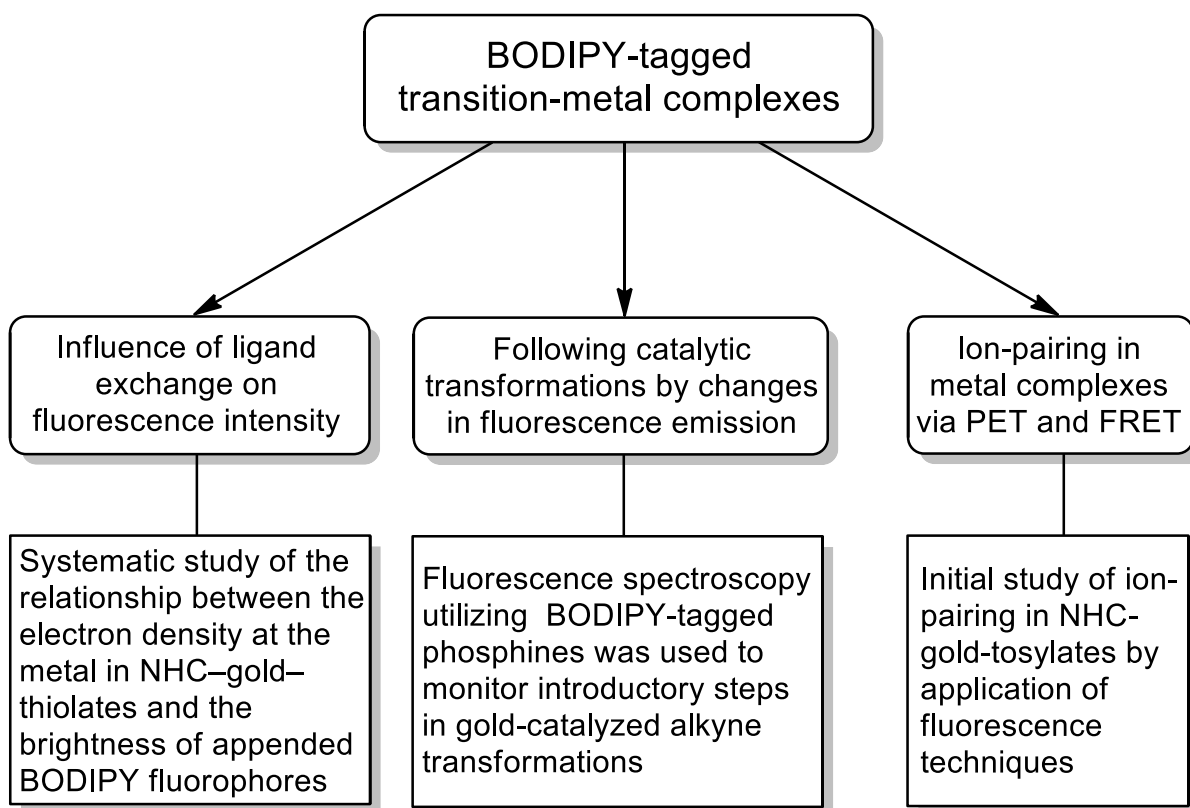 BODIPY-tagged
transition-metal complexes
Influence of ligand
exchange on
fluorescence intensity
Following catalytic
transformations by changes
in fluorescence emission
Ion-pairing in
metal complexes
via PET and FRET
Systematic study of the
relationship between the
electron density at the
metal in NHC–gold–
thiolates and the
brightness of appended
BODIPY fluorophores
Fluorescence spectroscopy
utilizing BODIPY-tagged
phosphines was used to
monitor introductory steps
in gold-catalyzed alkyne
transformations
Initial study of ion-
pairing in NHC-
gold-tosylates by
application of
fluorescence
techniques